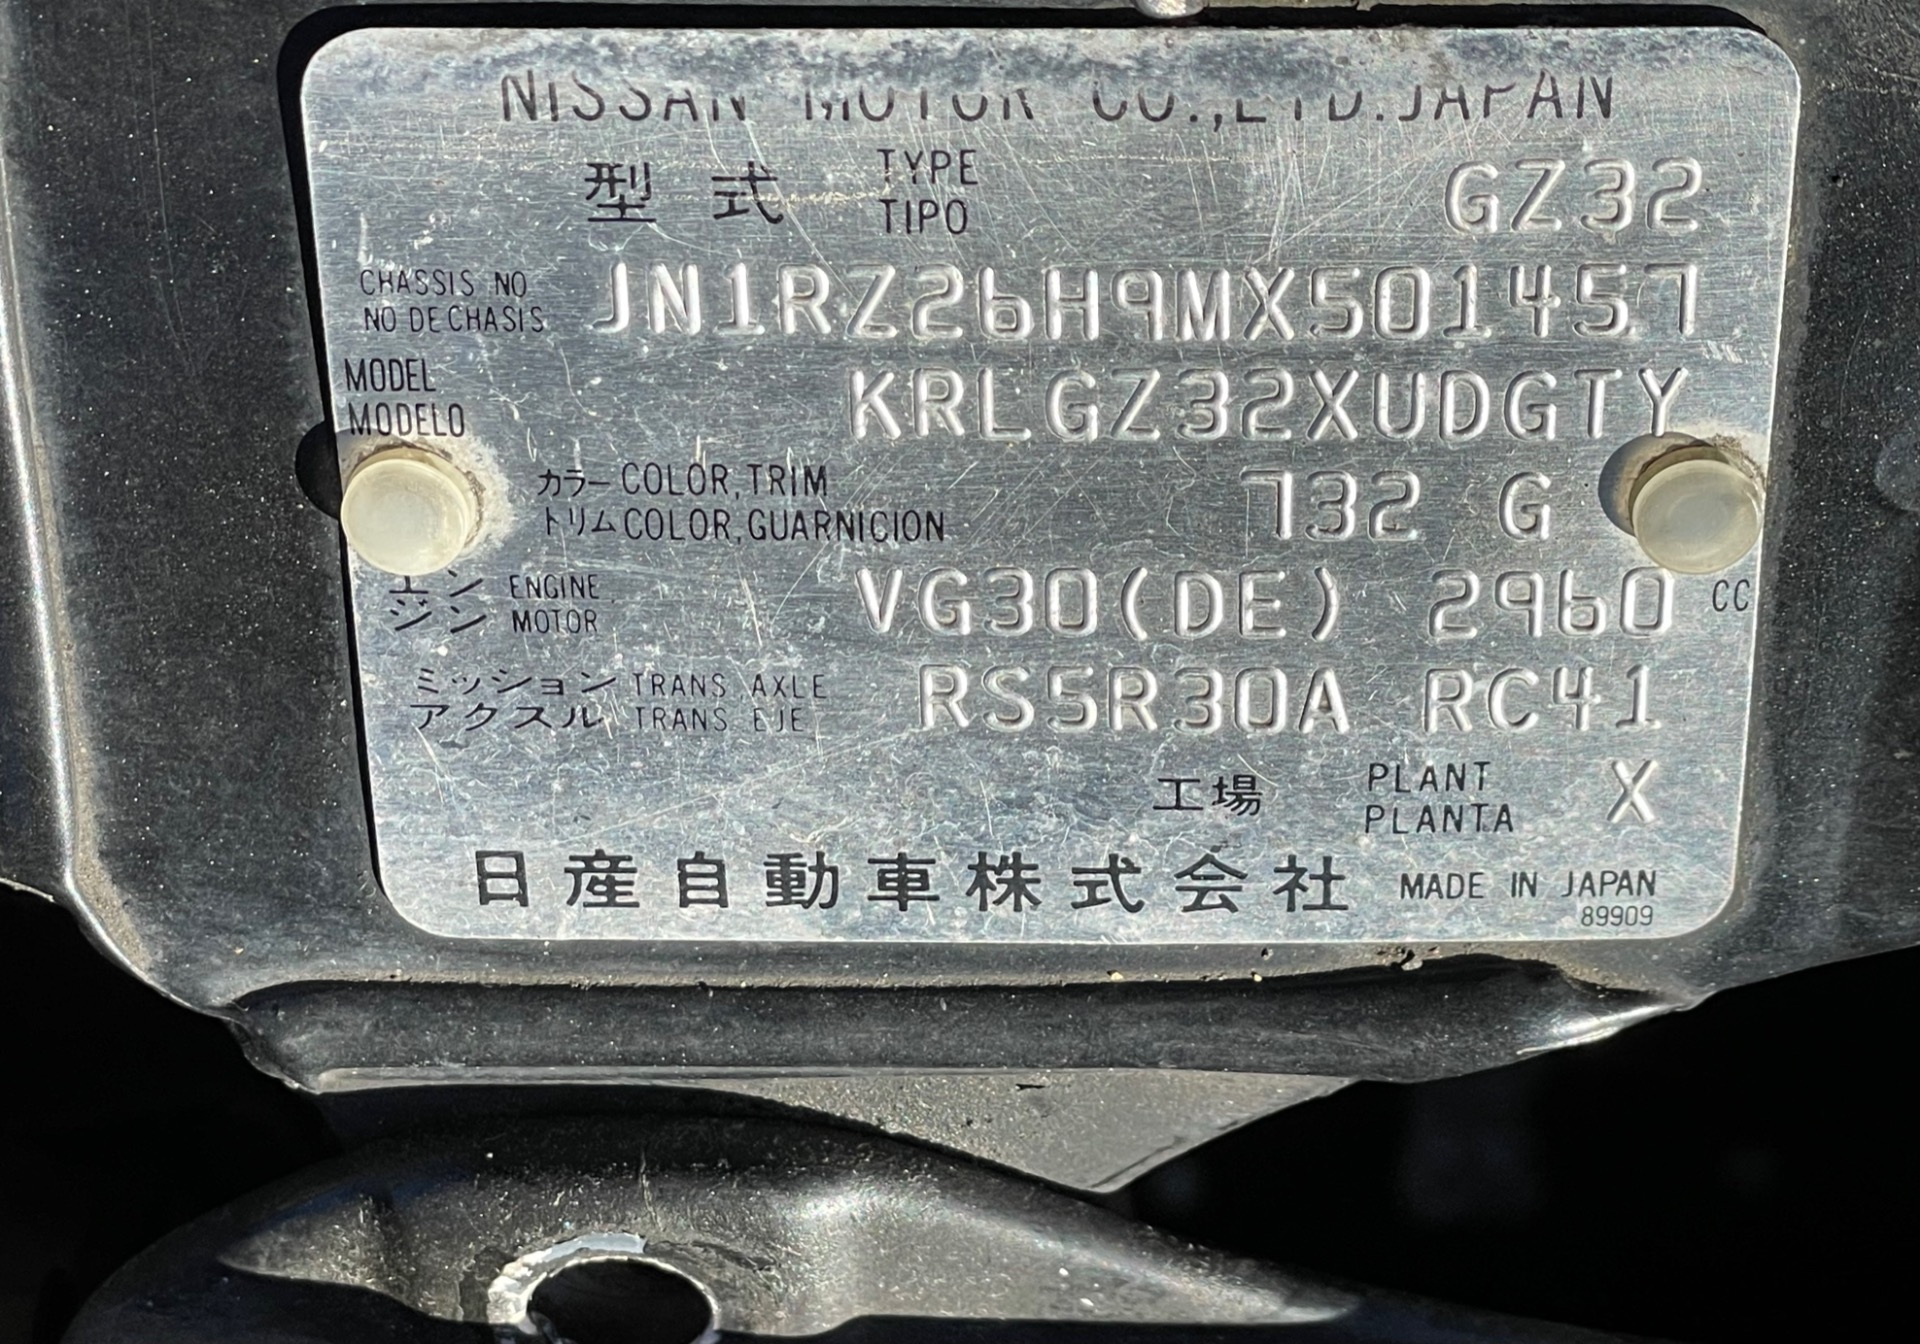 NISSAN MOTOR CO.,LTD.JAPAN
型式 TYPE GZ32
TIPO
CHASSIS NO JN1RZ26H9MX501457
NO DE CHASIS
MODEL KRLGZ32XUDGTY
MODELO
カラー COLOR,TRIM 732 G
トリム COLOR,GUARNICION
エン ENGINE VG30(DE) 2960 CC
ジン MOTOR
ミッション TRANS AXLE RS5R30A RC41
アクスル TRANS EJE
工場 PLANT X
PLANTA
日産自動車株式会社 MADE IN JAPAN
89909